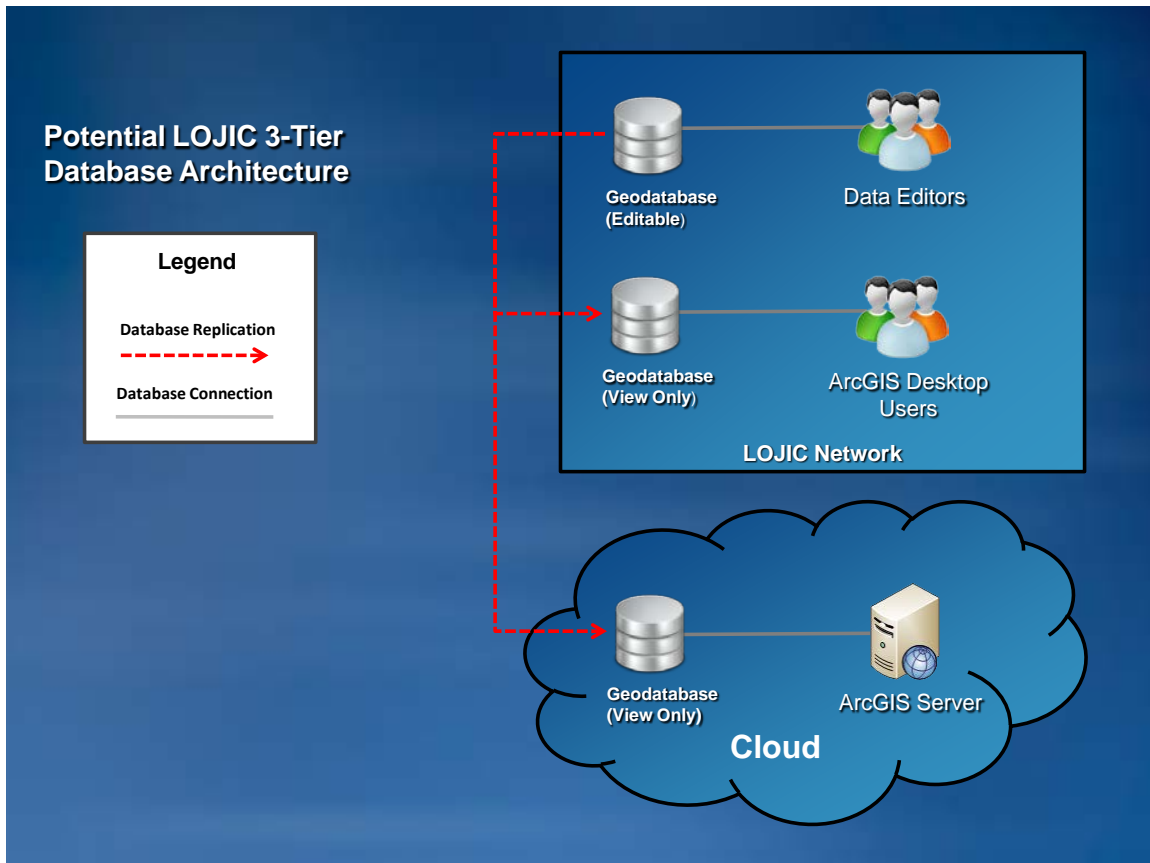 Potential LOJIC 3-Tier
Database Architecture
Legend
Database Replication
Database Connection
Geodatabase
(Editable)
Data Editors
Geodatabase
(View Only)
ArcGIS Desktop
Users
LOJIC Network
Geodatabase
(View Only)
ArcGIS Server
Cloud